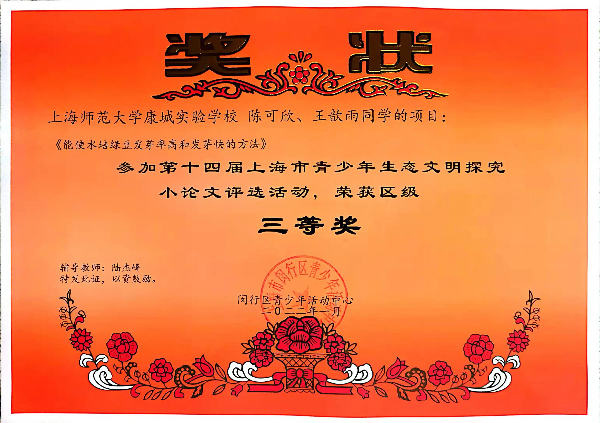 奖 状
上海师范大学康城实验学校 陈可欣、王歆雨同学的项目：
《能使水培绿豆发芽率高和发芽快的方法》
参加第十四届上海市青少年生态文明探究
小论文评选活动，荣获区级
三等奖
辅导教师：陆杰峰
特发此证，以资鼓励。
闵行区青少年活动中心
二〇二二年一月